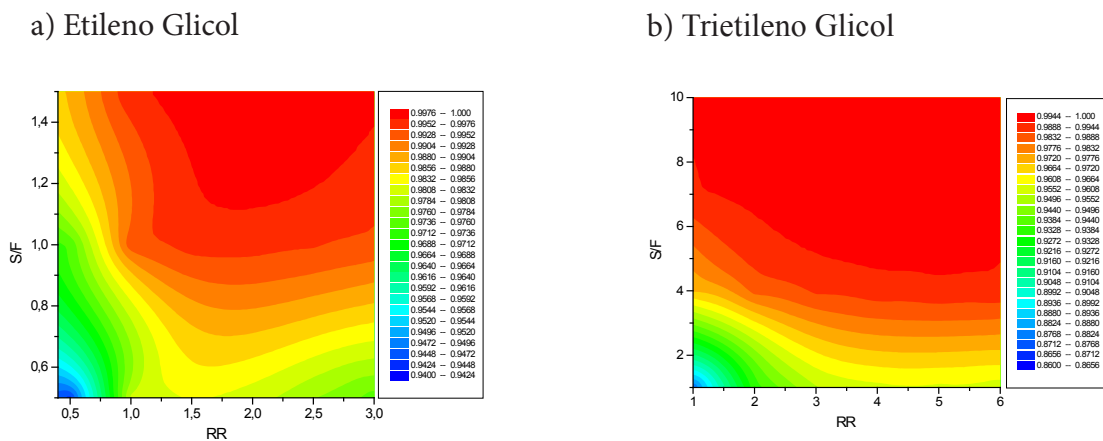 a) Etileno Glicol
1,4
1,2
1,0
0,8
0,6
S/F
0,5
1,0
1,5
2,0
2,5
3,0
RR
0.9976 – 1.000
0.9952 – 0.9976
0.9928 – 0.9952
0.9904 – 0.9928
0.9880 – 0.9904
0.9856 – 0.9880
0.9832 – 0.9856
0.9808 – 0.9832
0.9784 – 0.9808
0.9760 – 0.9784
0.9736 – 0.9760
0.9712 – 0.9736
0.9688 – 0.9712
0.9664 – 0.9688
0.9640 – 0.9664
0.9616 – 0.9640
0.9592 – 0.9616
0.9568 – 0.9592
0.9544 – 0.9568
0.9520 – 0.9544
0.9496 – 0.9520
0.9472 – 0.9496
0.9448 – 0.9472
0.9424 – 0.9448
0.9400 – 0.9424
b) Trietileno Glicol
10
8
6
4
2
S/F
1
2
3
4
5
6
RR
0.9944 – 1.000
0.9888 – 0.9944
0.9832 – 0.9888
0.9776 – 0.9832
0.9720 – 0.9776
0.9664 – 0.9720
0.9608 – 0.9664
0.9552 – 0.9608
0.9496 – 0.9552
0.9440 – 0.9496
0.9384 – 0.9440
0.9328 – 0.9384
0.9272 – 0.9328
0.9216 – 0.9272
0.9160 – 0.9216
0.9104 – 0.9160
0.9048 – 0.9104
0.8992 – 0.9048
0.8936 – 0.8992
0.8880 – 0.8936
0.8824 – 0.8880
0.8768 – 0.8824
0.8712 – 0.8768
0.8656 – 0.8712
0.8600 – 0.8656